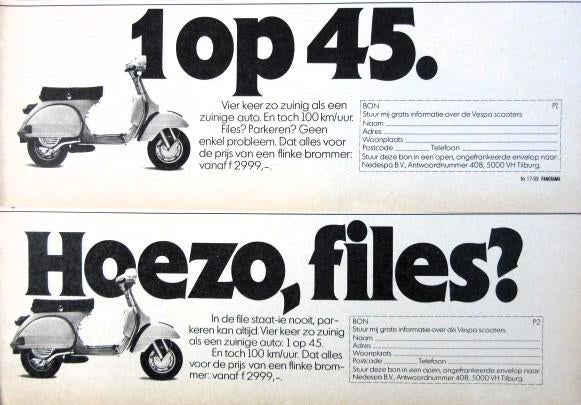 1 op 45.
Vier keer zo zuinig als een
zuinige auto. En toch 100 km/uur.
Files? Parkeren? Geen
enkel probleem. Dat alles voor
de prijs van een flinke brommer:
vanaf f 2999,-.
BON P1
Stuur mij gratis informatie over de Vespa scooters
Naam
Adres
Woonplaats
Postcode Telefoon
Stuur deze bon in een open, ongefrankeerde envelop naar:
Nedespa B.V., Antwoordnummer 408, 5000 VH Tilburg.
Nr. 17-39 PANORAMA
Hoezo, files?
In de file staat-ie nooit, par-
keren kan altijd. Vier keer zo zuinig
als een zuinige auto: 1 op 45.
En toch 100 km/uur. Dat alles
voor de prijs van een flinke brom-
mer: vanaf f 2999,-.
BON P2
Stuur mij gratis informatie over de Vespa scooters.
Naam
Adres
Woonplaats
Postcode Telefoon
Stuur deze bon in een open, ongefrankeerde envelop naar:
Nedespa B.V., Antwoordnummer 408, 5000 VH Tilburg.